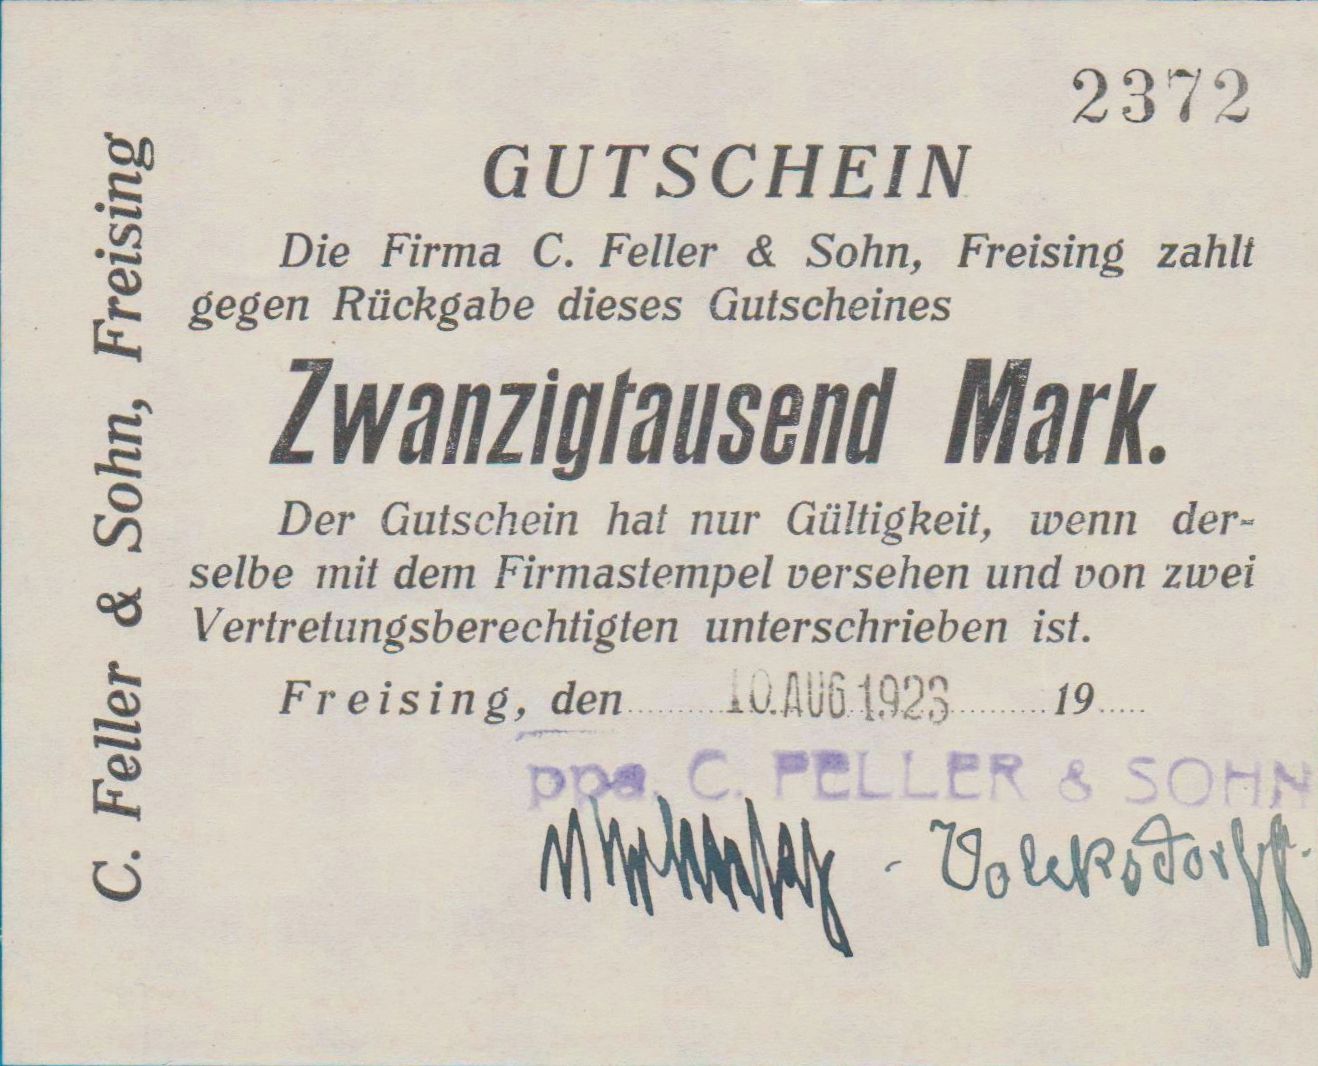 2372
C. Feller & Sohn, Freising
GUTSCHEIN
Die Firma C. Feller & Sohn, Freising zahlt
gegen Rückgabe dieses Gutscheines
Zwanzigtausend Mark.
Der Gutschein hat nur Gültigkeit, wenn der-
selbe mit dem Firmastempel versehen und von zwei
Vertretungsberechtigten unterschrieben ist.
Freising, den 10. AUG 1923 19
ppa. C. FELLER & SOHN
- Volcksdorff.